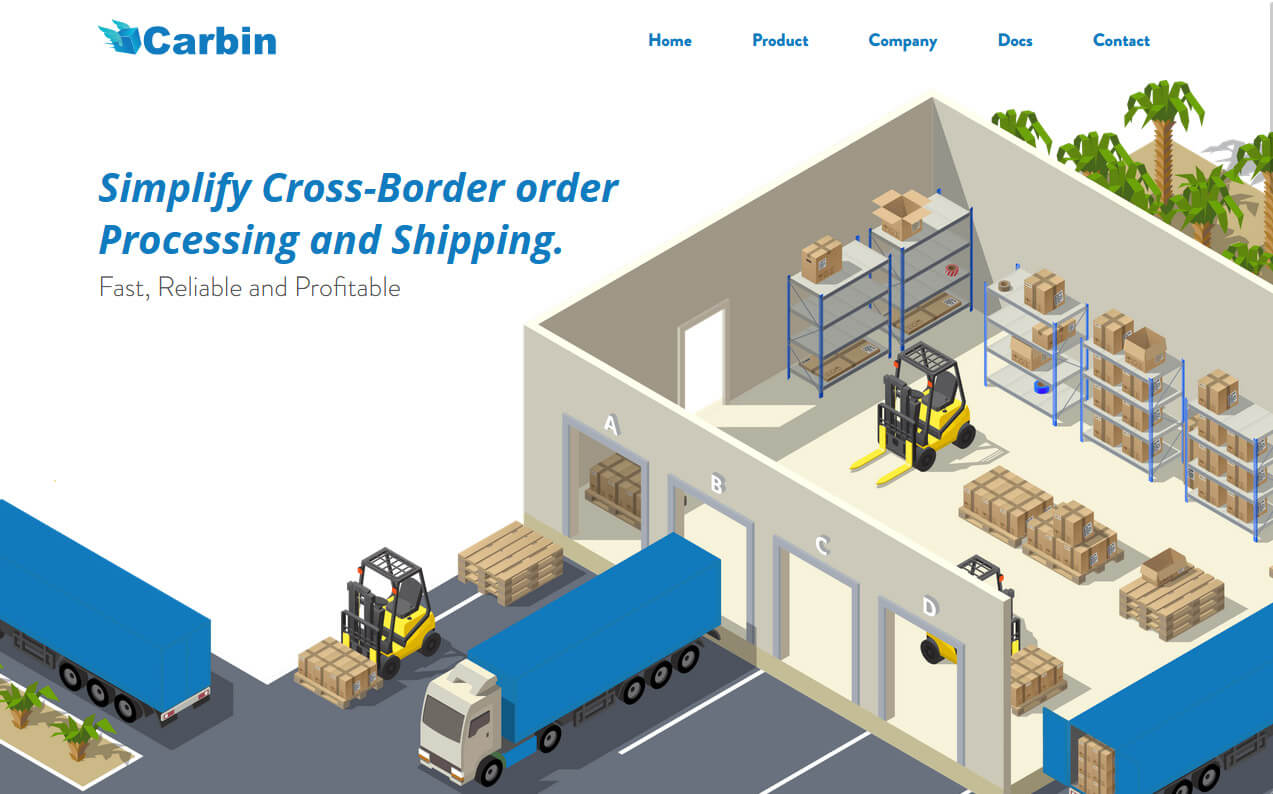 Carbin
Home
Product
Company
Docs
Contact
Simplify Cross-Border order
Processing and Shipping.
Fast, Reliable and Profitable
A
B
C
D